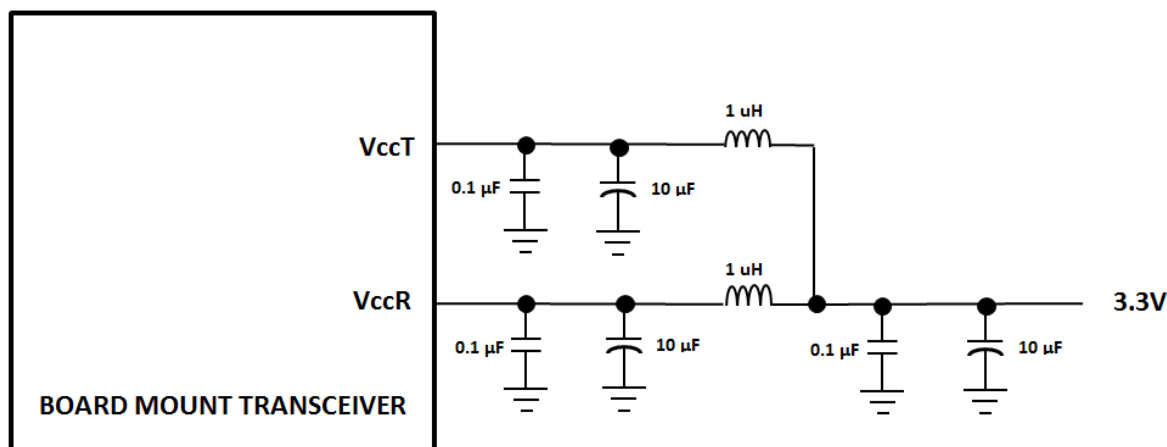 1 uH
VccT
0.1 µF
10 µF
1 uH
VccR
3.3V
0.1 µF
10 µF
0.1 µF
10 µF
BOARD MOUNT TRANSCEIVER